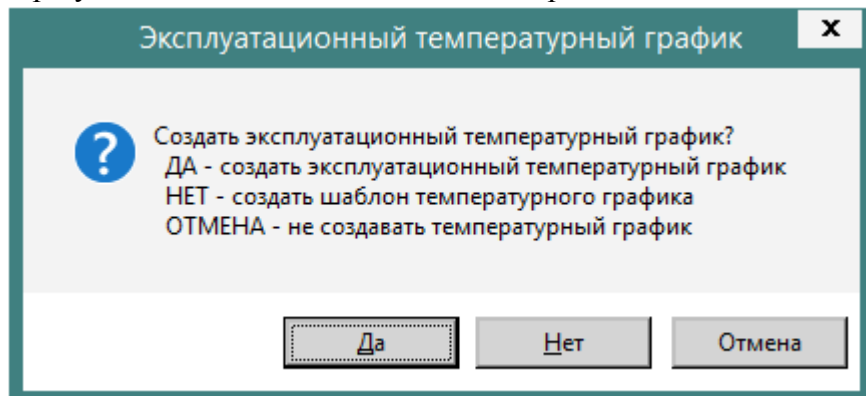 Эксплуатационный температурный график
x
Создать эксплуатационный температурный график?
ДА - создать эксплуатационный температурный график
НЕТ - создать шаблон температурного графика
ОТМЕНА - не создавать температурный график
?
Да
Нет
Отмена